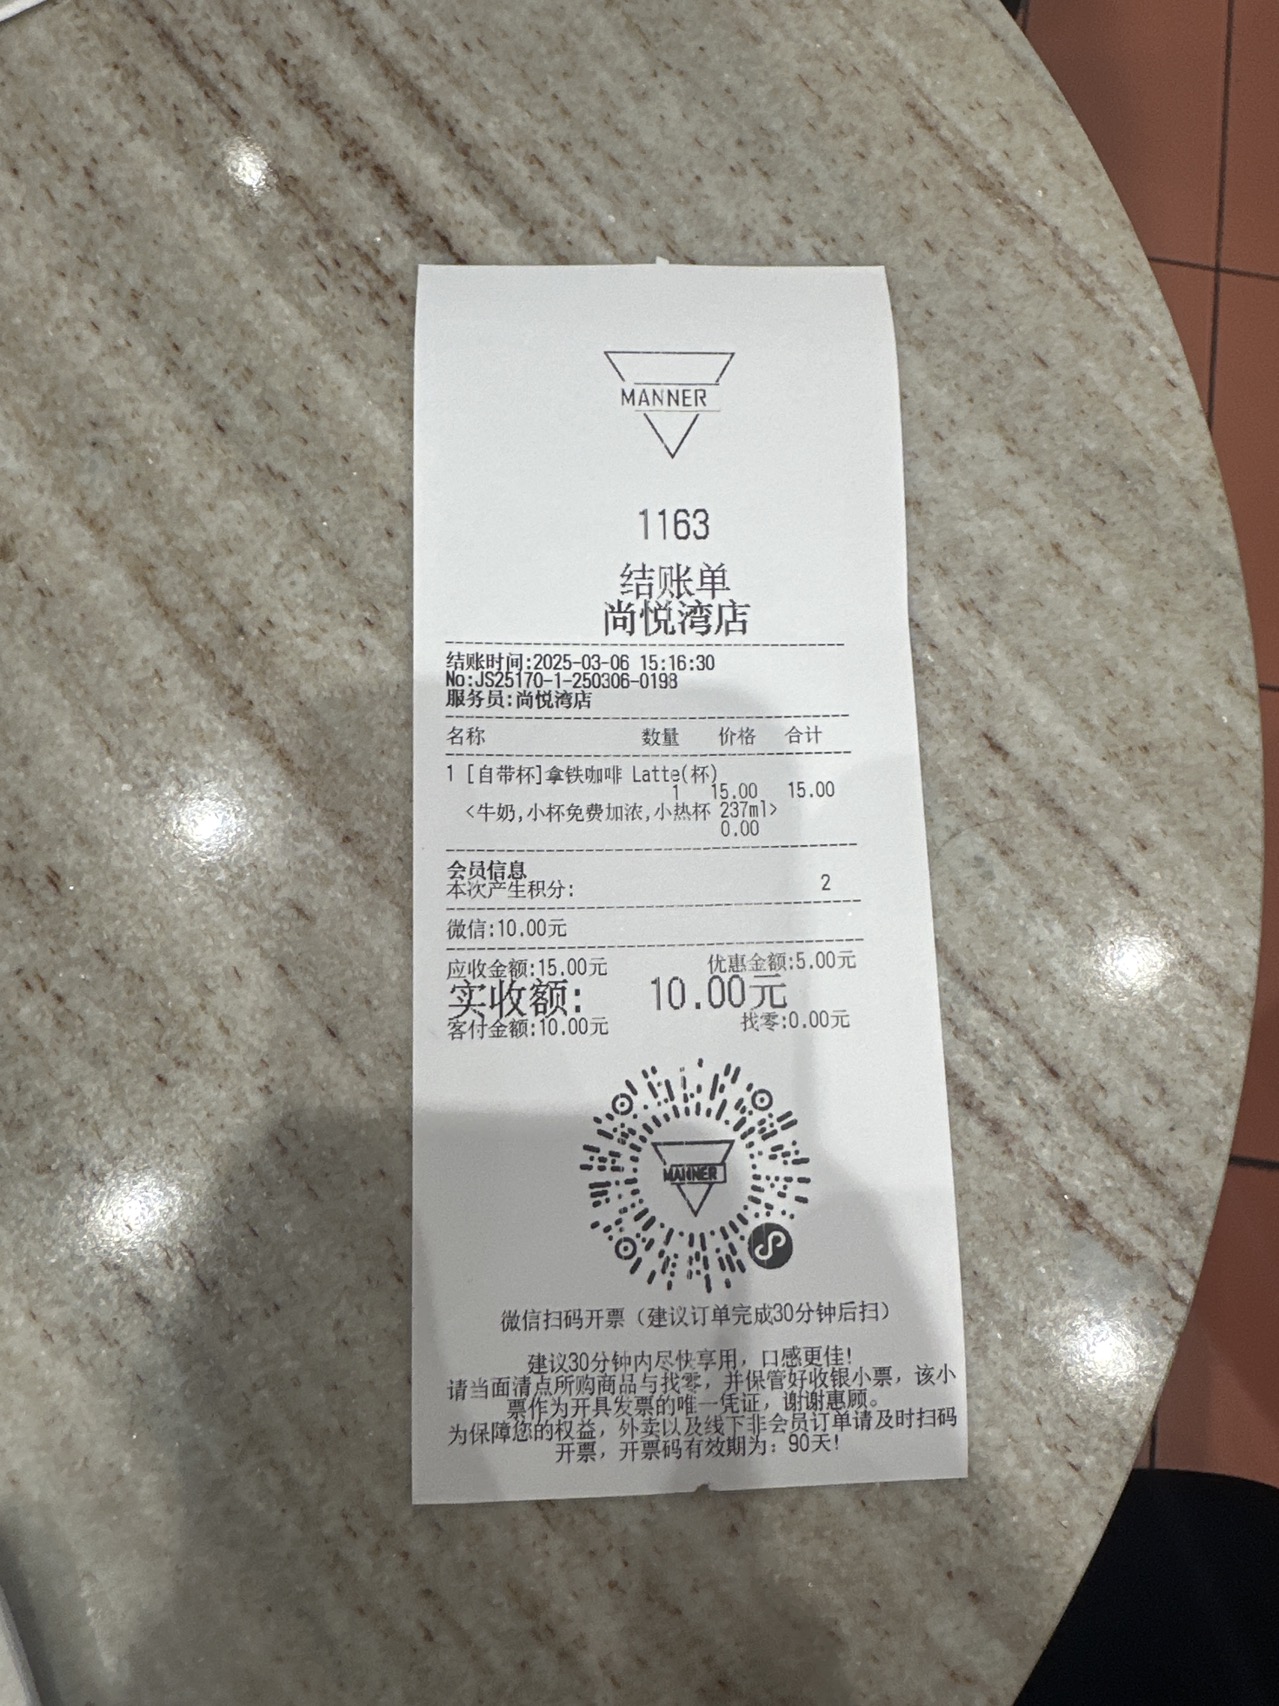 MANNER
1163
结账单
尚悦湾店
结账时间:2025-03-06 15:16:30
No:JS25170-1-250306-0198
服务员:尚悦湾店
名称 数量 价格 合计
1 [自带杯]拿铁咖啡 Latte(杯)
1 15.00 15.00
<牛奶,小杯免费加浓,小热杯 237ml>
0.00
会员信息
本次产生积分: 2
微信:10.00元
应收金额:15.00元 优惠金额:5.00元
实收额: 10.00元
客付金额:10.00元 找零:0.00元
MANNER
微信扫码开票（建议订单完成30分钟后扫）
建议30分钟内尽快享用，口感更佳!
请当面清点所购商品与找零，并保管好收银小票，该小
票作为开具发票的唯一凭证，谢谢惠顾。
为保障您的权益，外卖以及线下非会员订单请及时扫码
开票，开票码有效期为：90天!